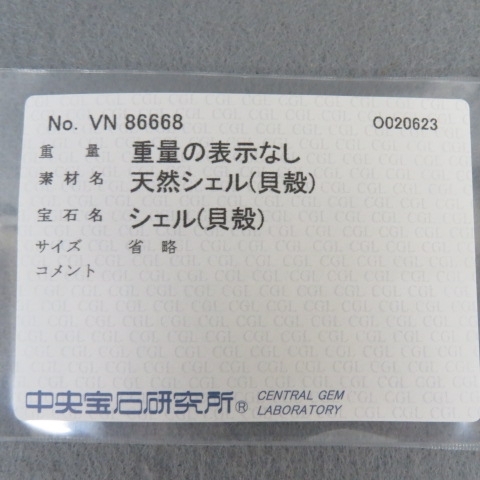 No. VN 86668 O020623
重量 重量の表示なし
素材名 天然シェル(貝殻)
宝石名 シェル(貝殻)
サイズ 省略
コメント
中央宝石研究所® CENTRAL GEM
LABORATORY